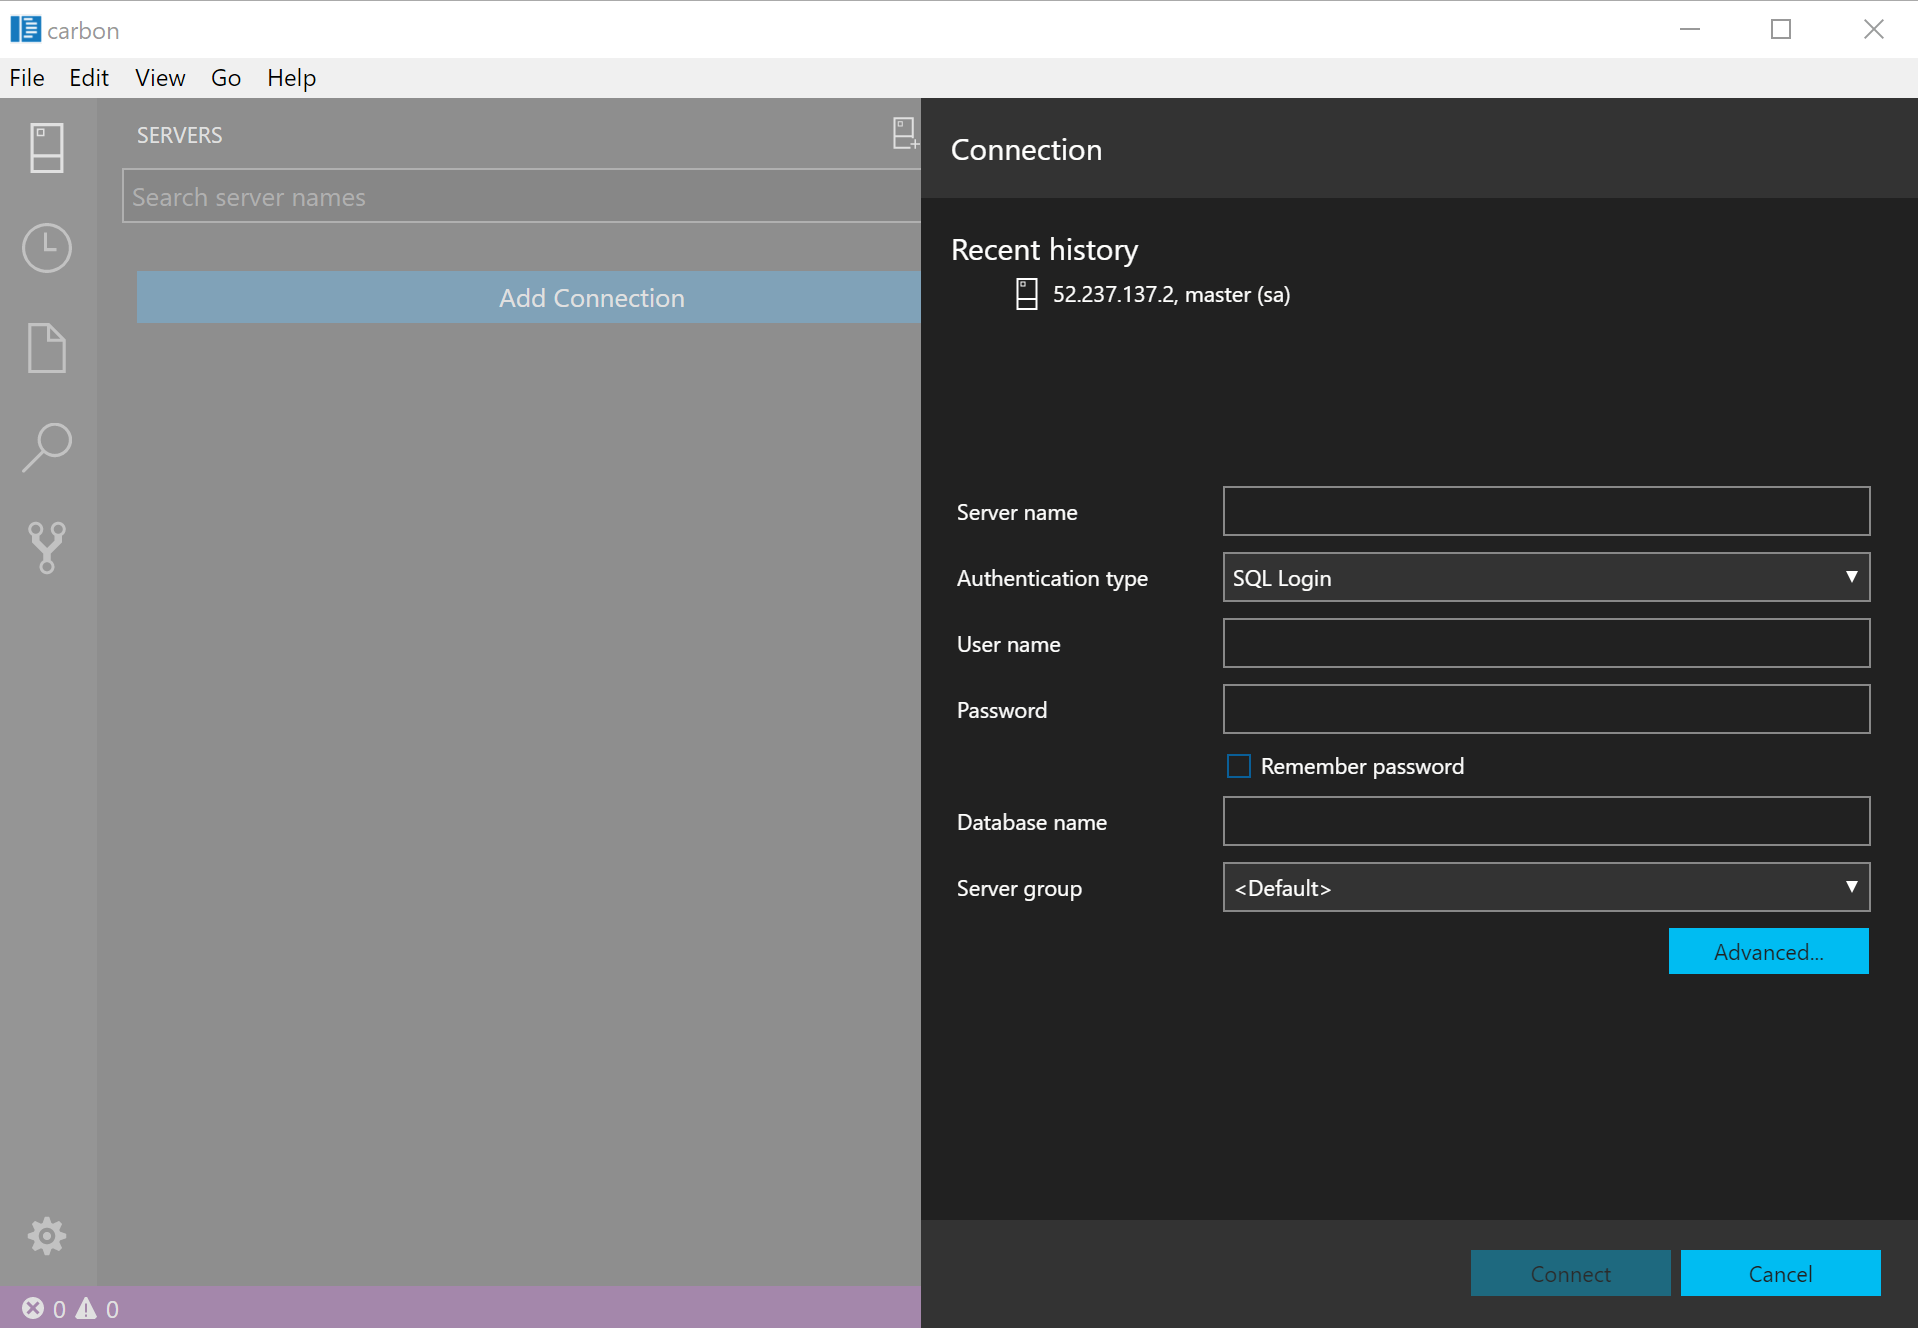 carbon
File Edit View Go Help
SERVERS
Search server names
Add Connection
Connection
Recent history
52.237.137.2, master (sa)
Server name
Authentication type SQL Login
User name
Password
Remember password
Database name
Server group <Default>
Advanced...
Connect Cancel
0 0